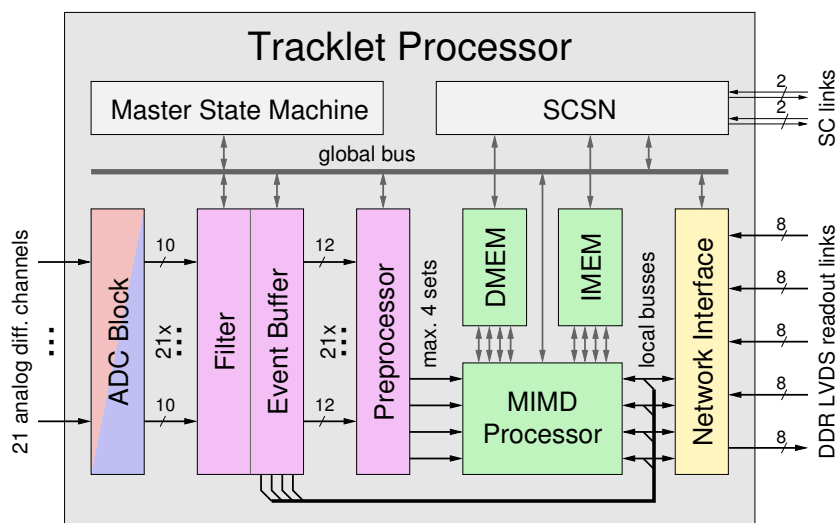 Tracklet Processor
Master State Machine
SCSN
2
2
SC links
global bus
21 analog diff. channels
ADC Block
10
21x
10
Filter
Event Buffer
12
21x
12
Preprocessor
max. 4 sets
DMEM
IMEM
MIMD
Processor
local busses
Network Interface
8
8
8
8
8
DDR LVDS readout links